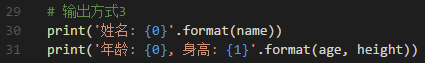 29 # 输出方式3
30 print('姓名: {0}'.format(name))
31 print('年龄: {0}, 身高: {1}'.format(age, height))